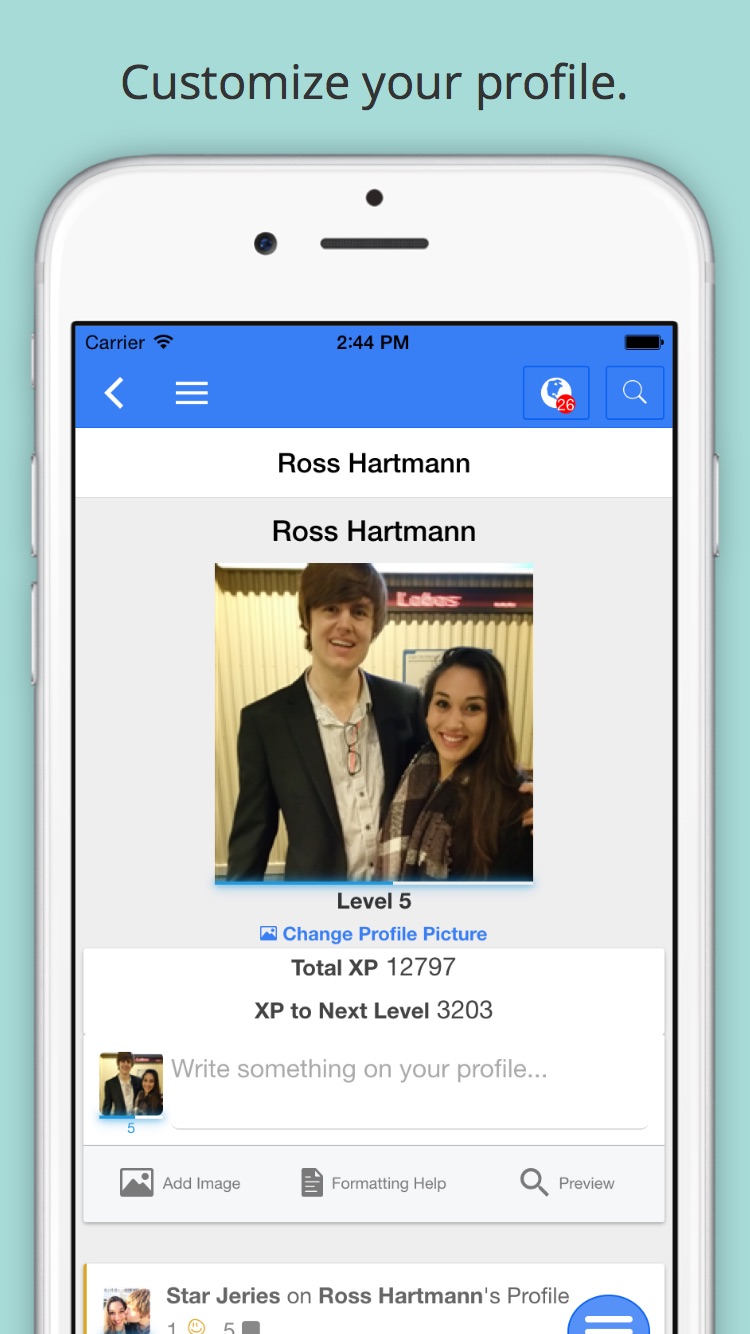 Customize your profile.
Carrier 2:44 PM
26
Ross Hartmann
Ross Hartmann
Lobos
Level 5
Change Profile Picture
Total XP 12797
XP to Next Level 3203
Write something on your profile...
5
Add Image Formatting Help Preview
Star Jeries on Ross Hartmann's Profile
1 5